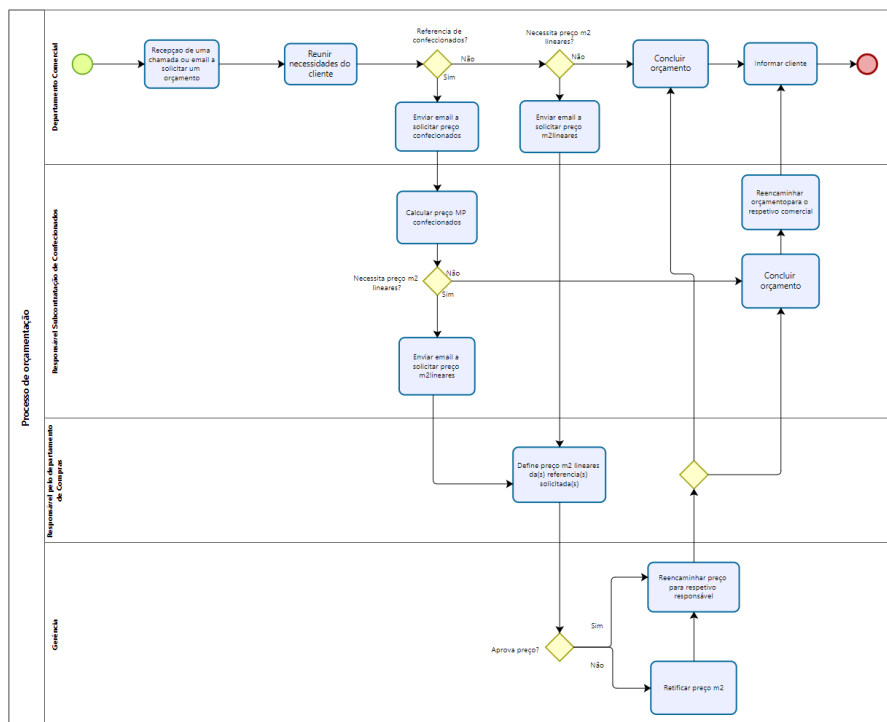 Processo de orçamentação
Departamento Comercial
Recepçao de uma
chamada ou email a
solicitar um
orçamento
Reunir
necessidades do
cliente
Referencia de
confeccionados?
Não
Sim
Necessita preço m2
lineares?
Não
Sim
Concluir
orçamento
Informar cliente
Enviar email a
solicitar preço
confecionados
Enviar email a
solicitar preço
m2lineares
Responsável Subcontratação de Confecionados
Calcular preço MP
confecionados
Reencaminhar
orçamentopara o
respetivo comercial
Necessita preço m2
lineares?
Não
Sim
Concluir
orçamento
Enviar email a
solicitar preço
m2lineares
Responsável pelo departamento
de Compras
Define preço m2 lineares
da(s) referencia(s)
solicitada(s)
Gerência
Reencaminhar preço
para respetivo
responsável
Sim
Aprova preço?
Não
Retificar preço m2